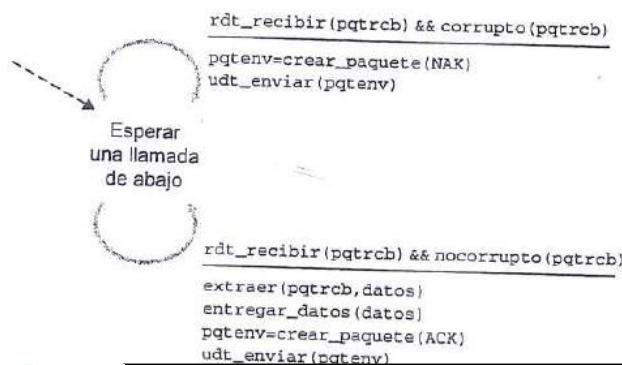 rdt_recibir(pqtrcb) && corrupto(pqtrcb)
pqtenv=crear_paquete(NAK)
udt_enviar(pqtenv)
Esperar
una llamada
de abajo
rdt_recibir(pqtrcb) && nocorrupto(pqtrcb)
extraer(pqtrcb,datos)
entregar_datos(datos)
pqtenv=crear_paquete(ACK)
udt_enviar(pqtenv)